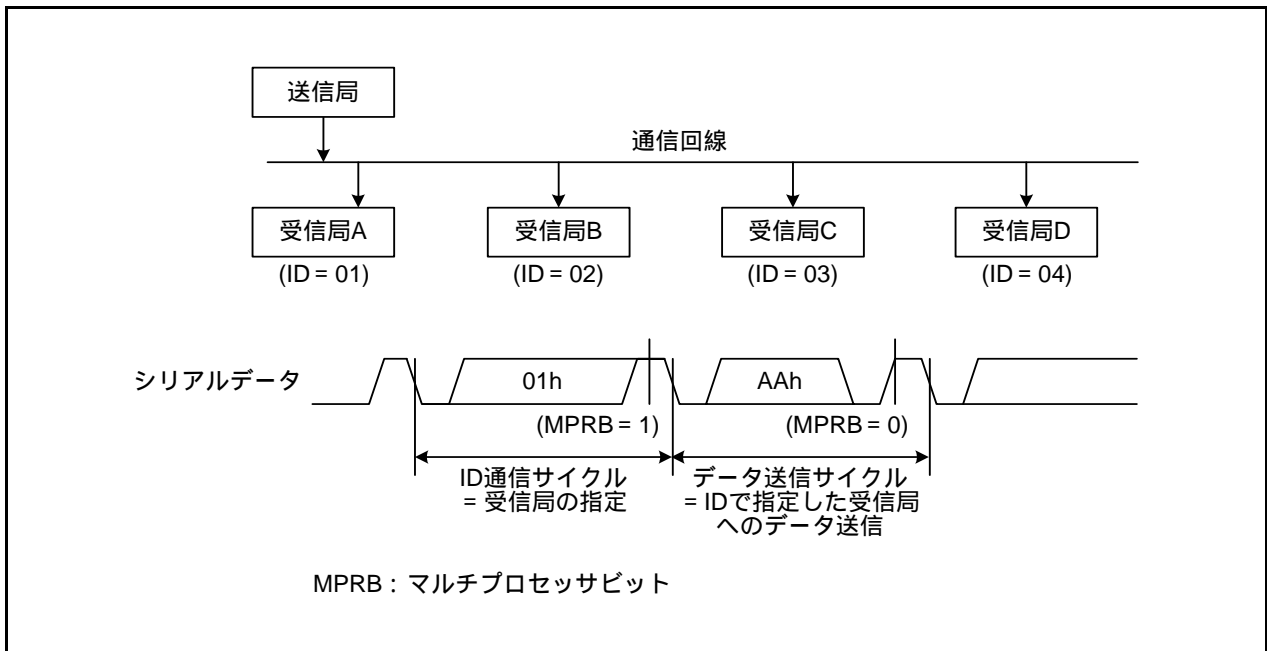 送信局
通信回線
受信局A
受信局B
受信局C
受信局D
(ID = 01)
(ID = 02)
(ID = 03)
(ID = 04)
シリアルデータ
01h
AAh
(MPRB = 1)
(MPRB = 0)
ID通信サイクル
= 受信局の指定
データ送信サイクル
= IDで指定した受信局
へのデータ送信
MPRB : マルチプロセッサビット